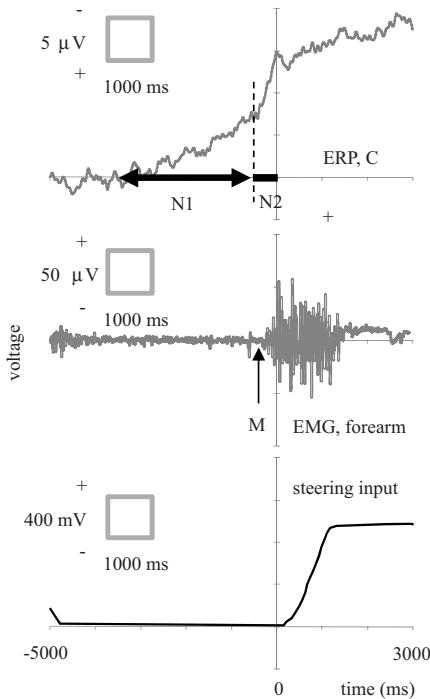 -
5 μV
+
1000 ms
ERP, C
N1
N2
+
+
50 μV
-
1000 ms
voltage
M
EMG, forearm
+
steering input
400 mV
-
1000 ms
-5000
0
3000
time (ms)